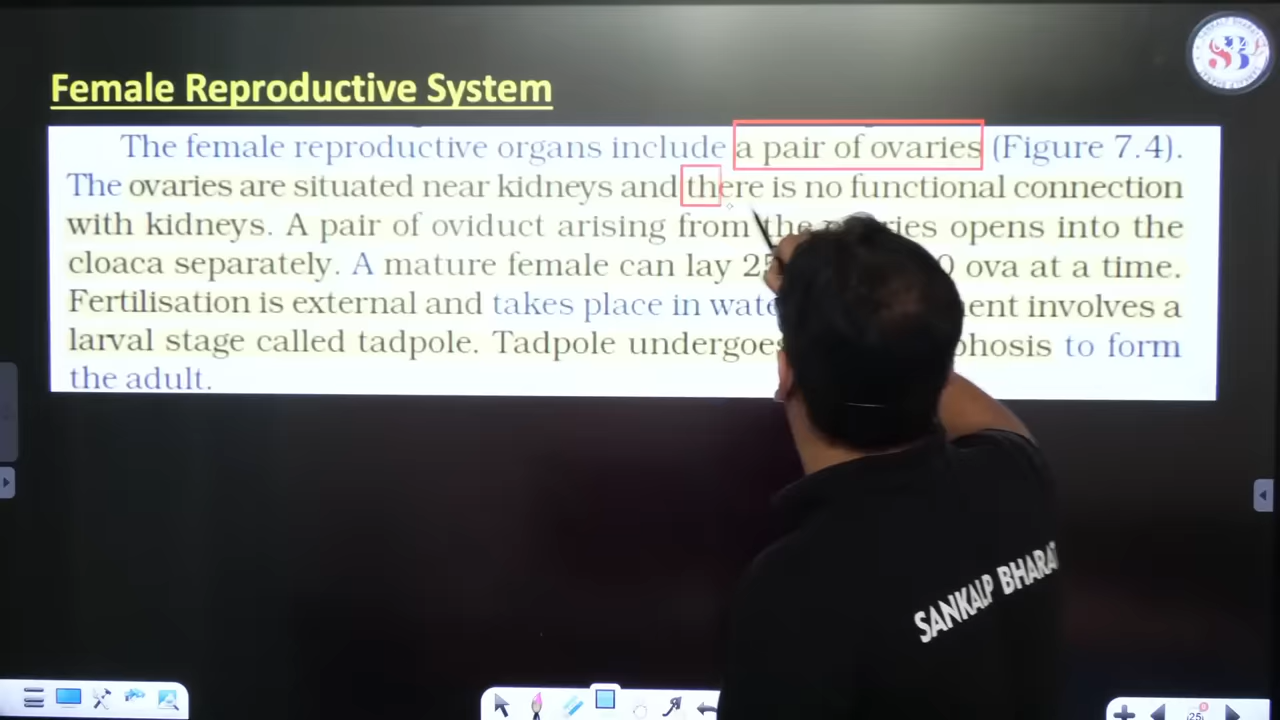 Female Reproductive System
The female reproductive organs include a pair of ovaries (Figure 7.4).
The ovaries are situated near kidneys and there is no functional connection
with kidneys. A pair of oviduct arising from the opens into the
cloaca separately. A mature female can lay ova at a time.
Fertilisation is external and takes place in involves a
larval stage called tadpole. Tadpole to form
the adult.
SANKALP BHARAT
SB
25